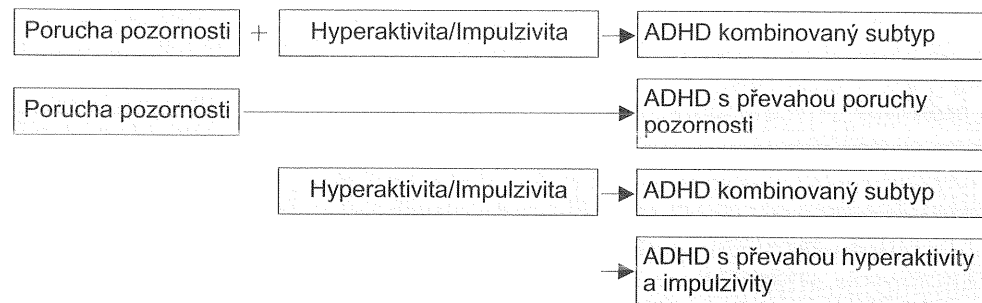 Porucha pozornosti + Hyperaktivita/Impulzivita ADHD kombinovaný subtyp
Porucha pozornosti ADHD s převahou poruchy
pozornosti
Hyperaktivita/Impulzivita ADHD kombinovaný subtyp
ADHD s převahou hyperaktivity
a impulzivity